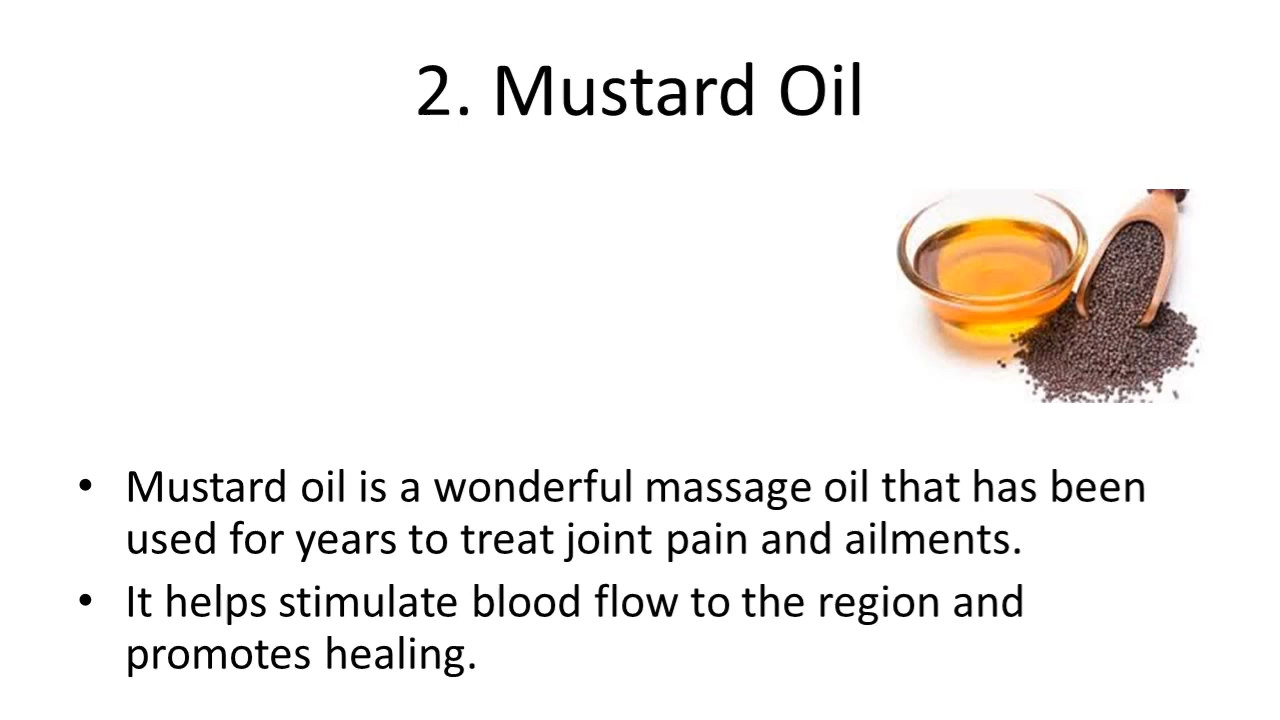 2. Mustard Oil
• Mustard oil is a wonderful massage oil that has been
used for years to treat joint pain and ailments.
• It helps stimulate blood flow to the region and
promotes healing.